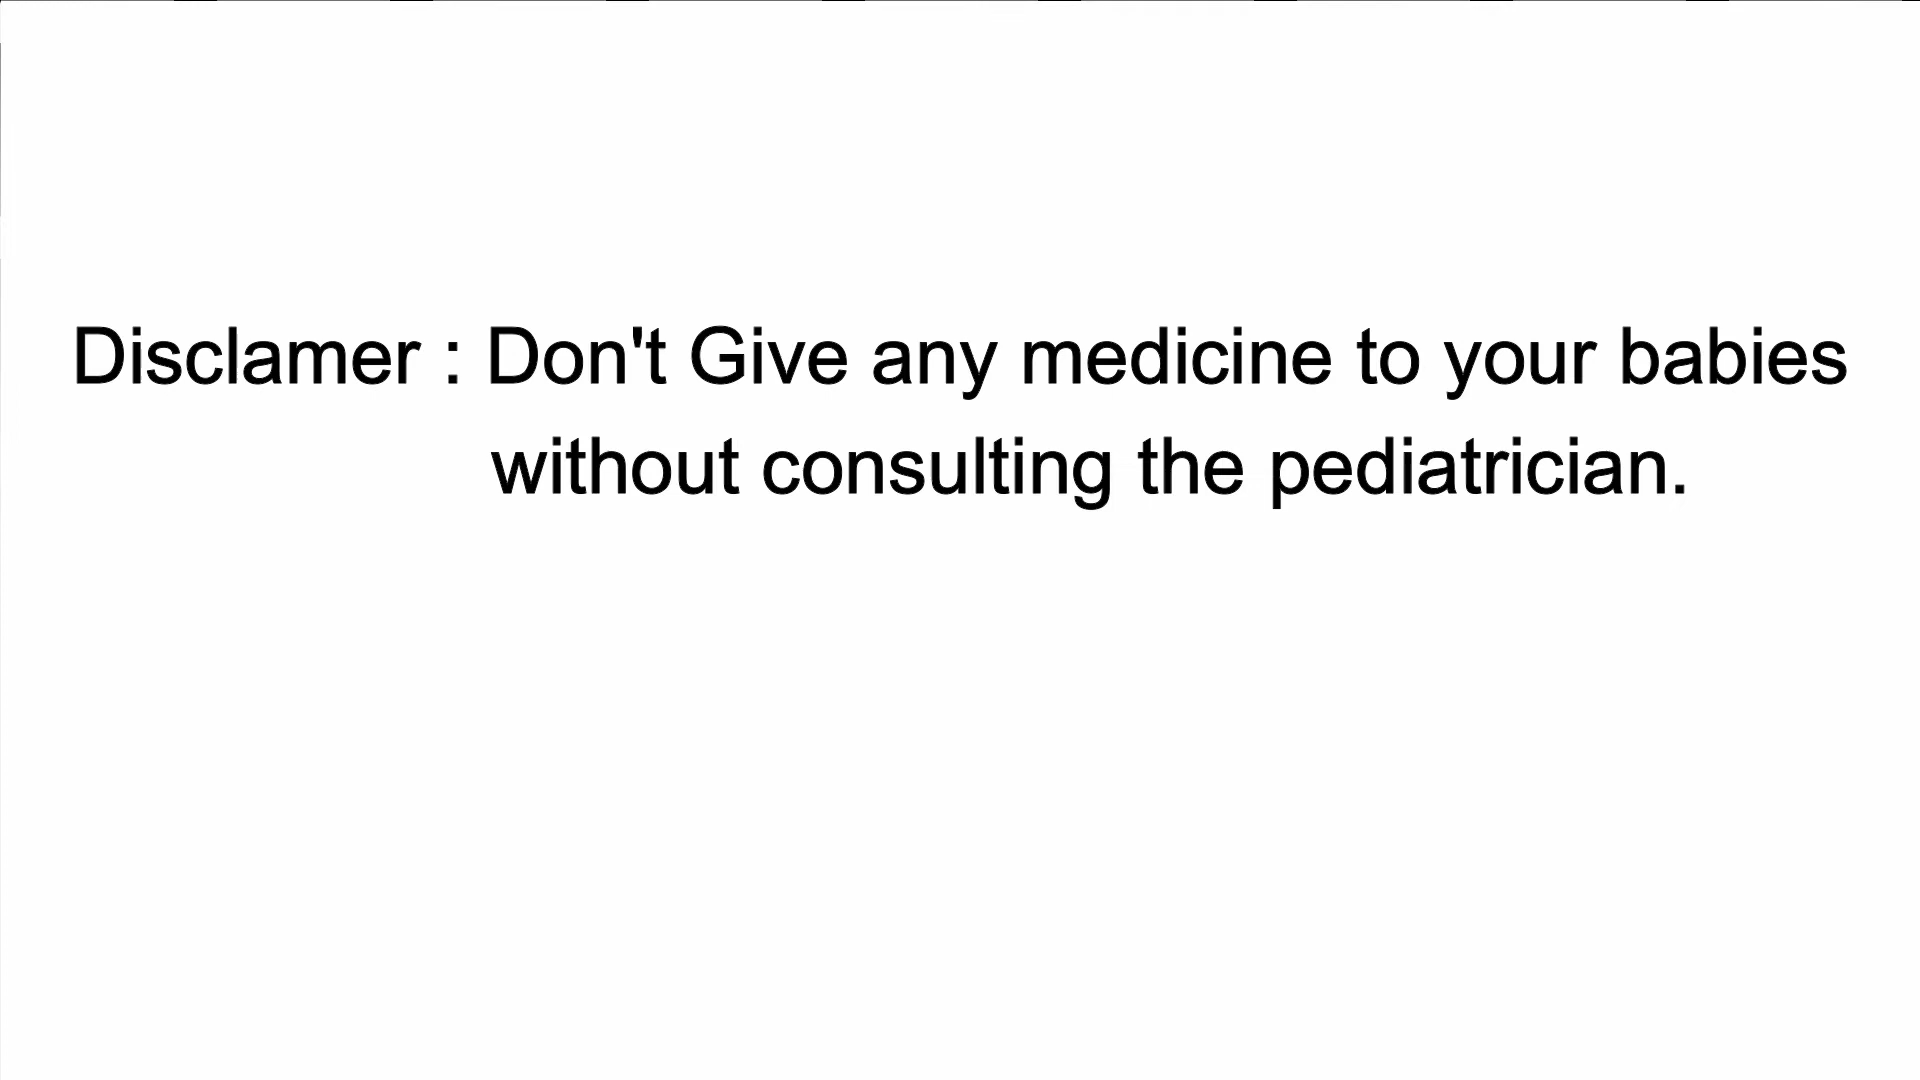 Disclamer : Don't Give any medicine to your babies
without consulting the pediatrician.